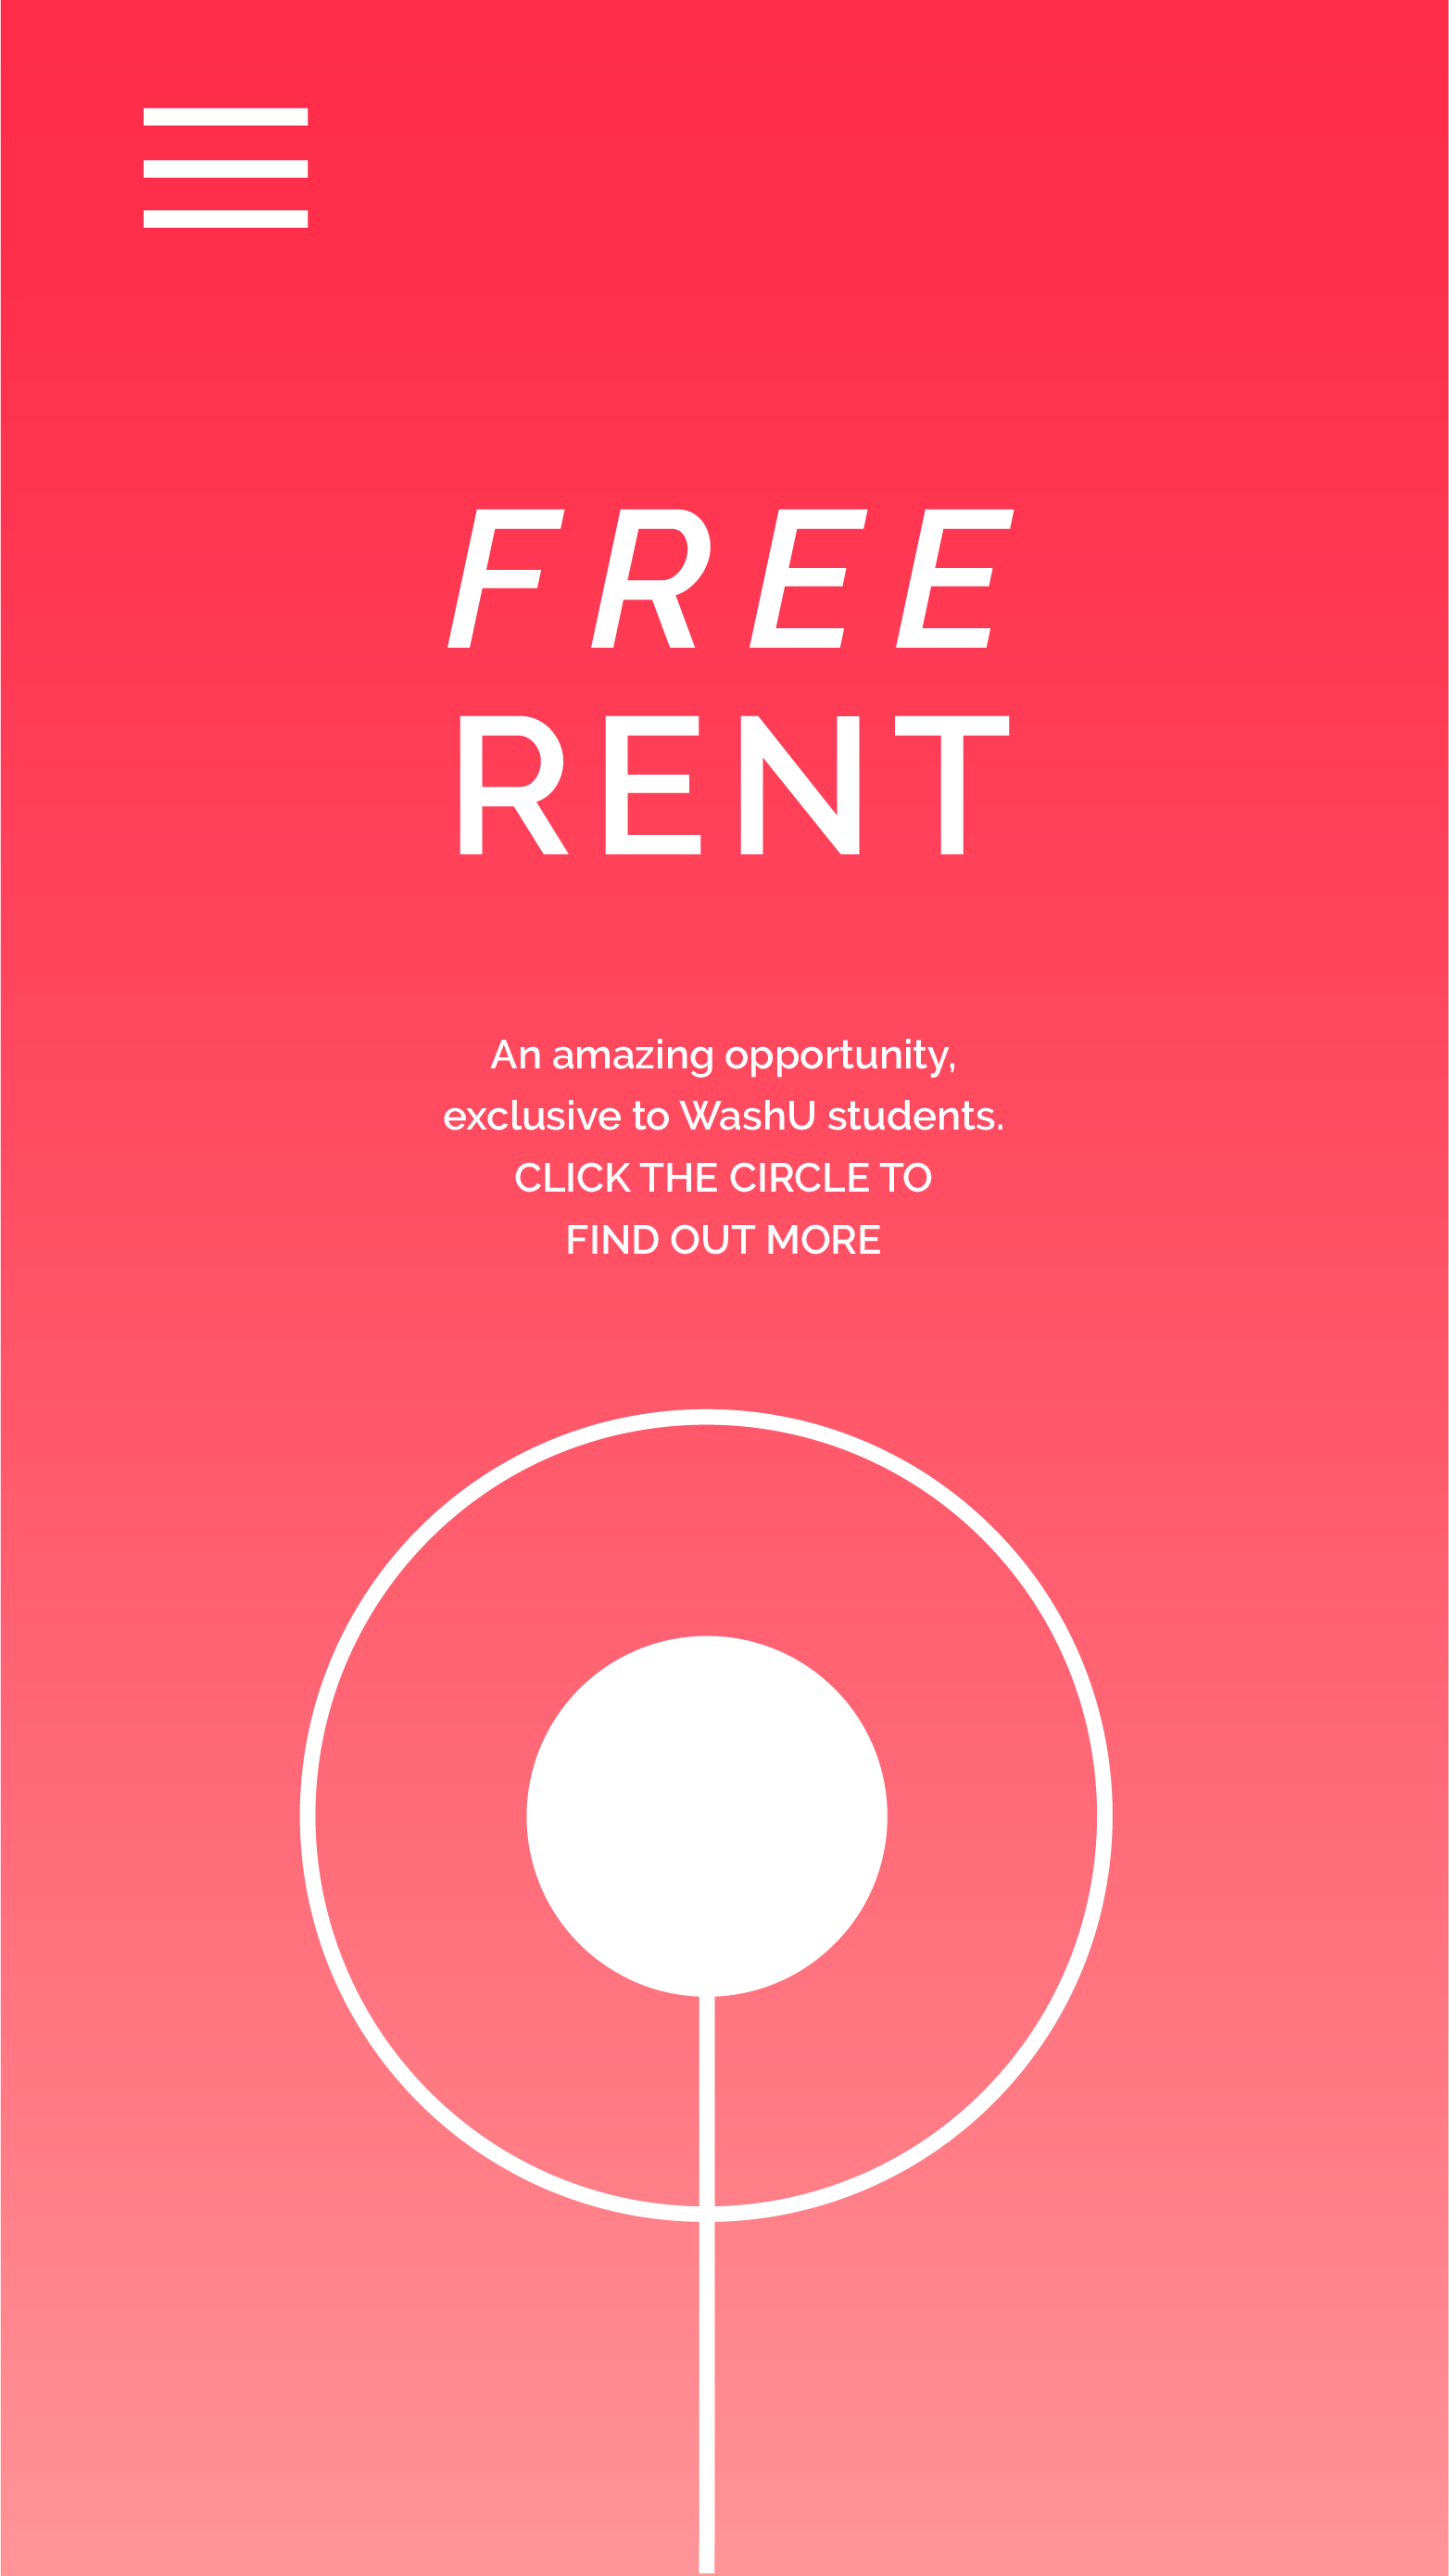 FREE
RENT
An amazing opportunity,
exclusive to WashU students.
CLICK THE CIRCLE TO
FIND OUT MORE